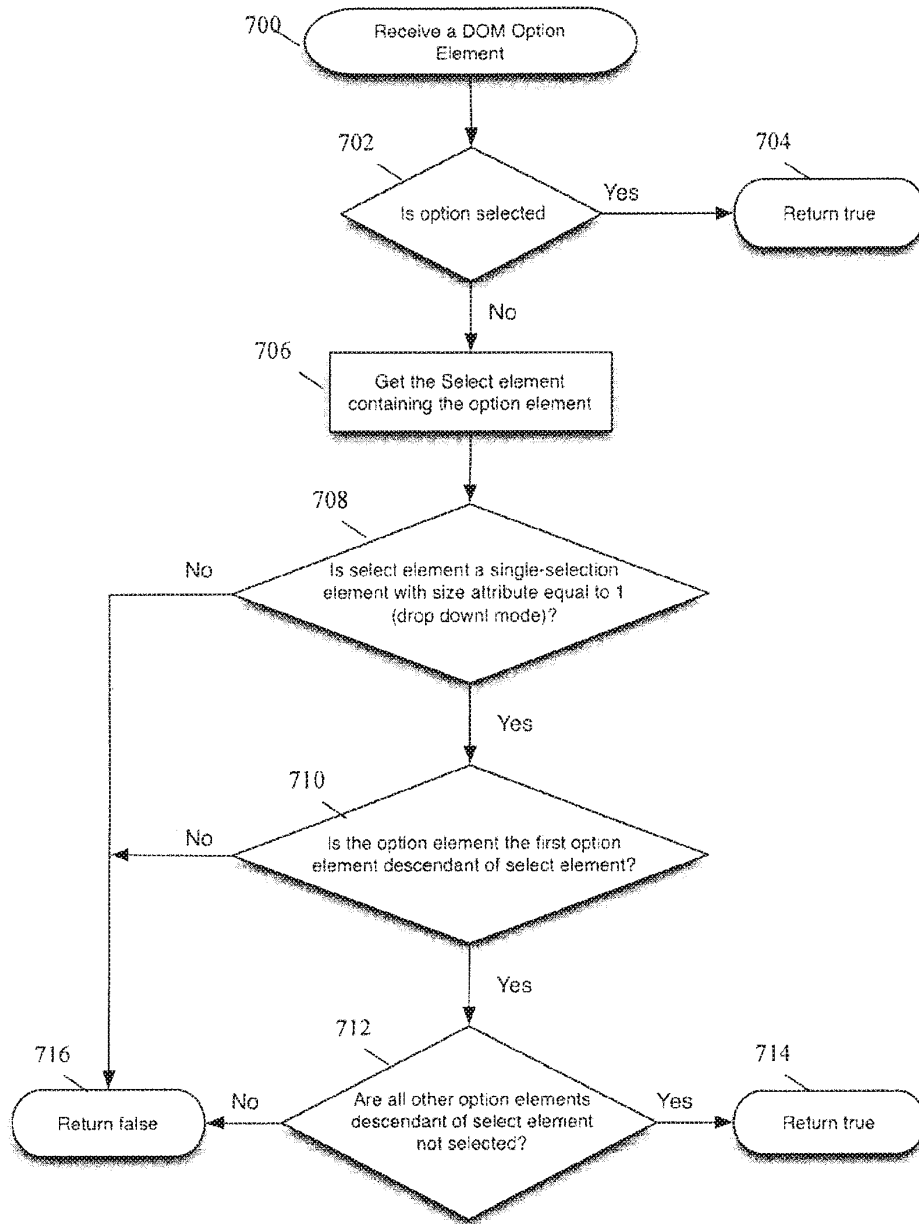 700
Receive a DOM Option
Element
702
Is option selected
Yes
704
Return true
No
706
Get the Select element
containing the option element
708
No
Is select element a single-selection
element with size attribute equal to 1
(drop downl mode)?
Yes
710
No
Is the option element the first option
element descendant of select element?
Yes
712
716
714
No
Return false
Are all other option elements
descendant of select element
not selected?
Yes
Return true